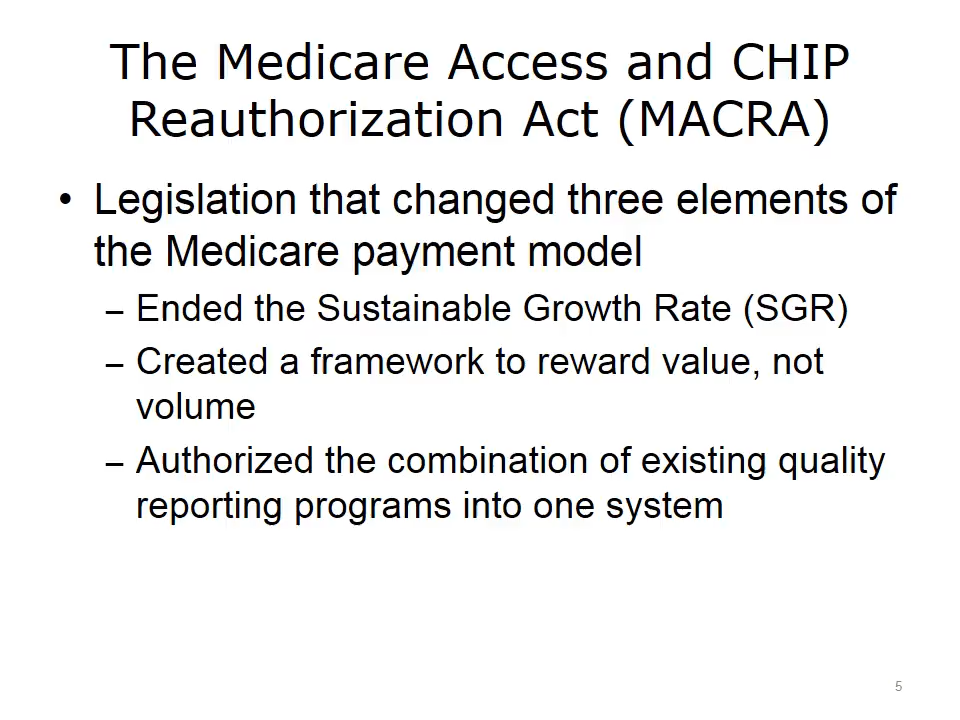 The Medicare Access and CHIP
Reauthorization Act (MACRA)
• Legislation that changed three elements of
the Medicare payment model
– Ended the Sustainable Growth Rate (SGR)
– Created a framework to reward value, not
volume
– Authorized the combination of existing quality
reporting programs into one system
5